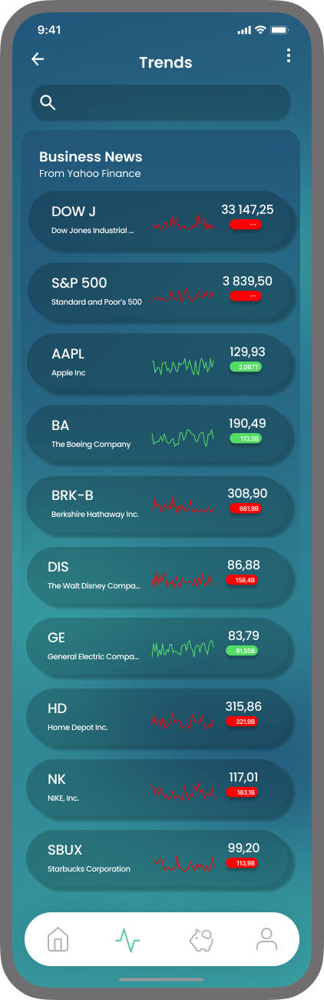 9:41
Trends
Business News
From Yahoo Finance
DOW J
33 147,25
Dow Jones Industrial ...
--
S&P 500
3 839,50
Standard and Poor's 500
--
AAPL
129,93
Apple Inc
2,067T
BA
190,49
The Boeing Company
113,5B
BRK-B
308,90
Berkshire Hathaway Inc.
681,9B
DIS
86,88
The Walt Disney Compa...
158,4B
GE
83,79
General Electric Compa...
91,55B
HD
315,86
Home Depot Inc.
321,9B
NK
117,01
NIKE, Inc.
183,1B
SBUX
99,20
Starbucks Corporation
113,9B